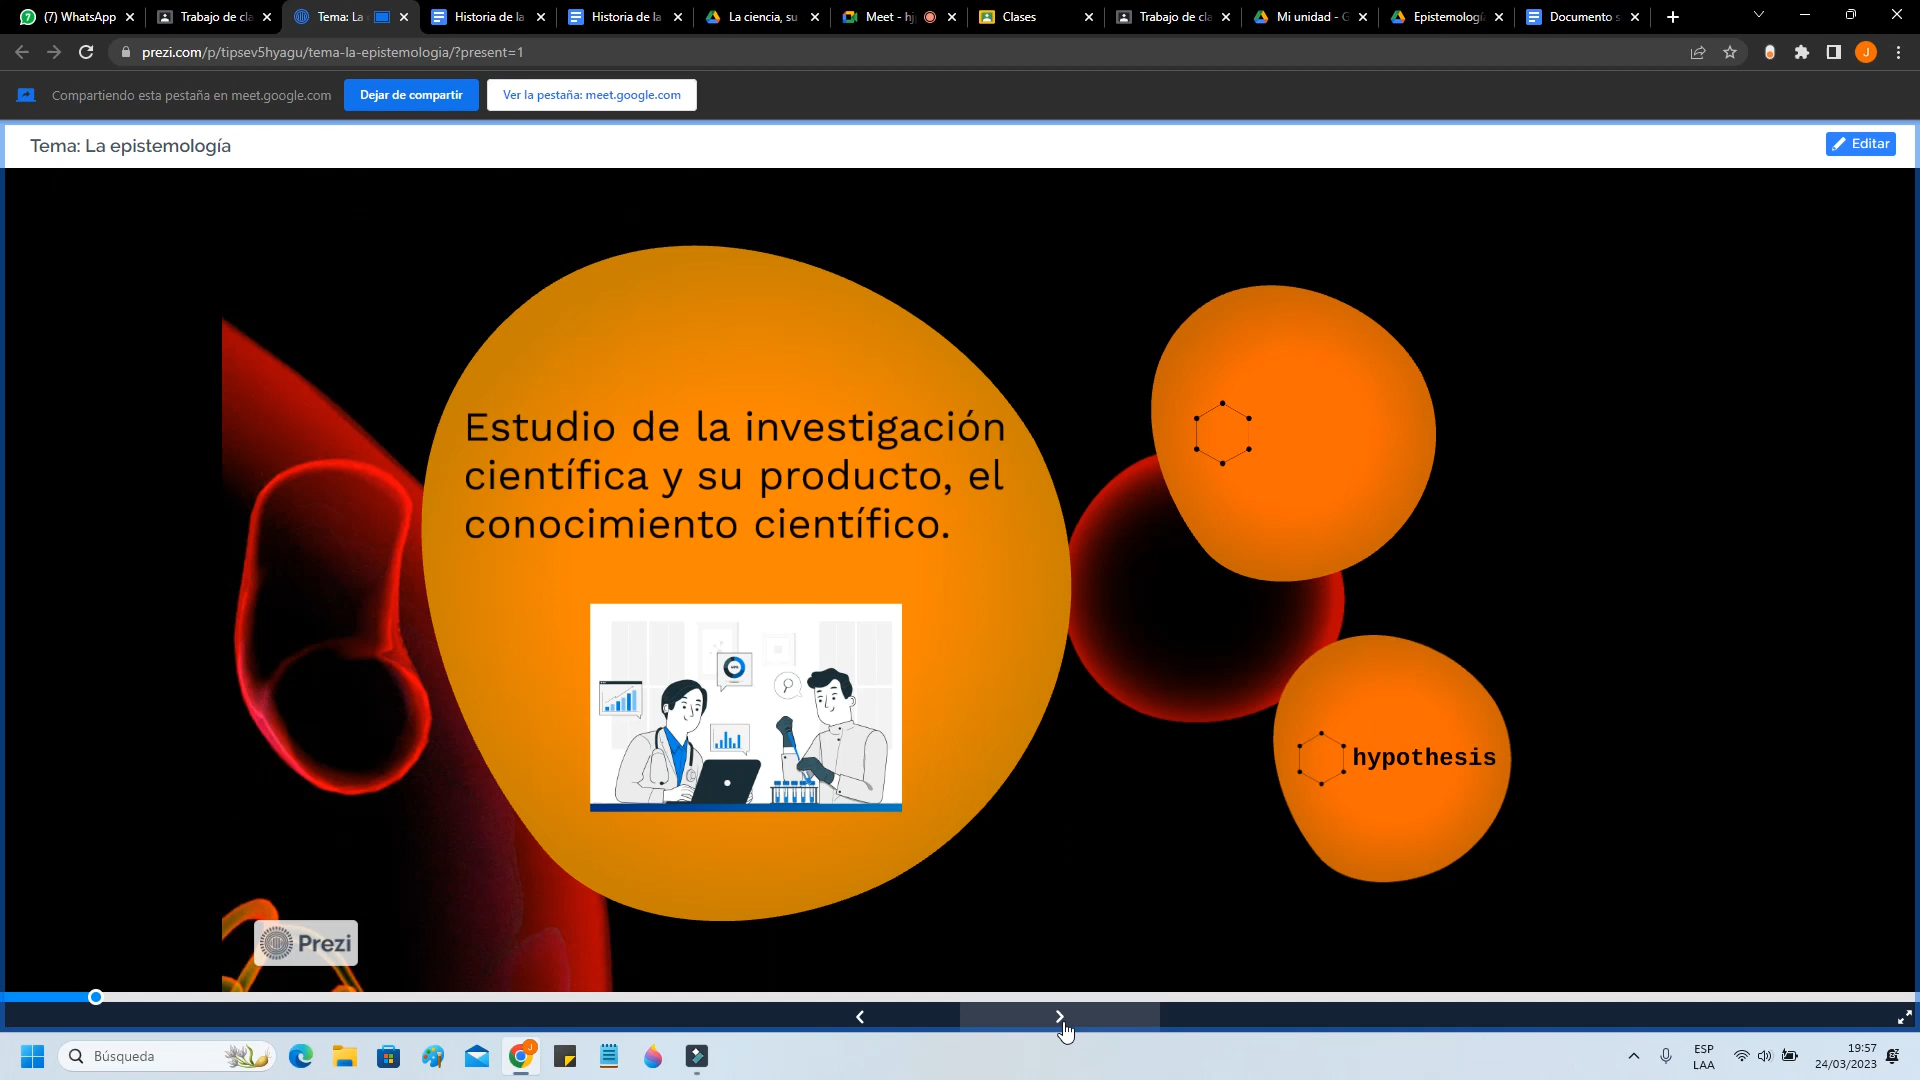 (7) WhatsApp
Trabajo de cl
Tema: La
Historia de la
Historia de la
La ciencia, su
Meet - hj
Clases
Trabajo de cl
Mi unidad - G
Epistemologí
Documento s
prezi.com/p/tipsev5hyagu/tema-la-epistemologia/?present=1
J
Compartiendo esta pestaña en meet.google.com
Dejar de compartir
Ver la pestaña: meet.google.com
Tema: La epistemología
Editar
Estudio de la investigación
científica y su producto, el
conocimiento científico.
hypothesis
Prezi
Búsqueda
ESP
LAA
19:57
24/03/2023